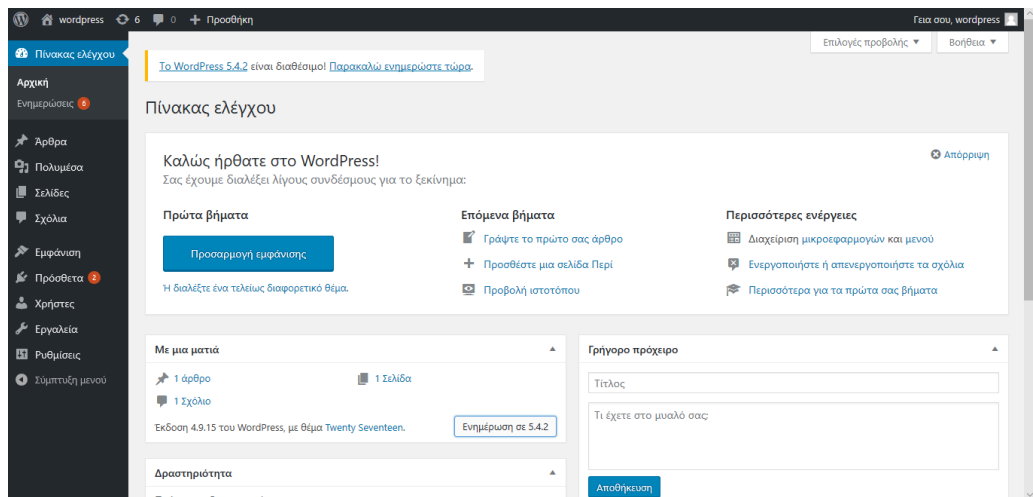 wordpress 6 0 + Προσθήκη
Γεια σου, wordpress
Επιλογές προβολής ▼
Βοήθεια ▼
Πίνακας ελέγχου
Αρχική
Ενημερώσεις 6
Άρθρα
Πολυμέσα
Σελίδες
Σχόλια
Εμφάνιση
Πρόσθετα 2
Χρήστες
Εργαλεία
Ρυθμίσεις
Σύμπτυξη μενού
Το WordPress 5.4.2 είναι διαθέσιμο! Παρακαλώ ενημερώστε τώρα.
Πίνακας ελέγχου
Καλώς ήρθατε στο WordPress!
Απόρριψη
Σας έχουμε διαλέξει λίγους συνδέσμους για το ξεκίνημα:
Πρώτα βήματα
Προσαρμογή εμφάνισης
Ή διαλέξτε ένα τελείως διαφορετικό θέμα.
Επόμενα βήματα
Γράψτε το πρώτο σας άρθρο
Προσθέστε μια σελίδα Περί
Προβολή ιστοτόπου
Περισσότερες ενέργειες
Διαχείριση μικροεφαρμογών και μενού
Ενεργοποιήστε ή απενεργοποιήστε τα σχόλια
Περισσότερα για τα πρώτα σας βήματα
Με μια ματιά
1 άρθρο
1 Σελίδα
1 Σχόλιο
Έκδοση 4.9.15 του WordPress, με θέμα Twenty Seventeen.
Ενημέρωση σε 5.4.2
Δραστηριότητα
Γρήγορο πρόχειρο
Τίτλος
Τι έχετε στο μυαλό σας;
Αποθήκευση